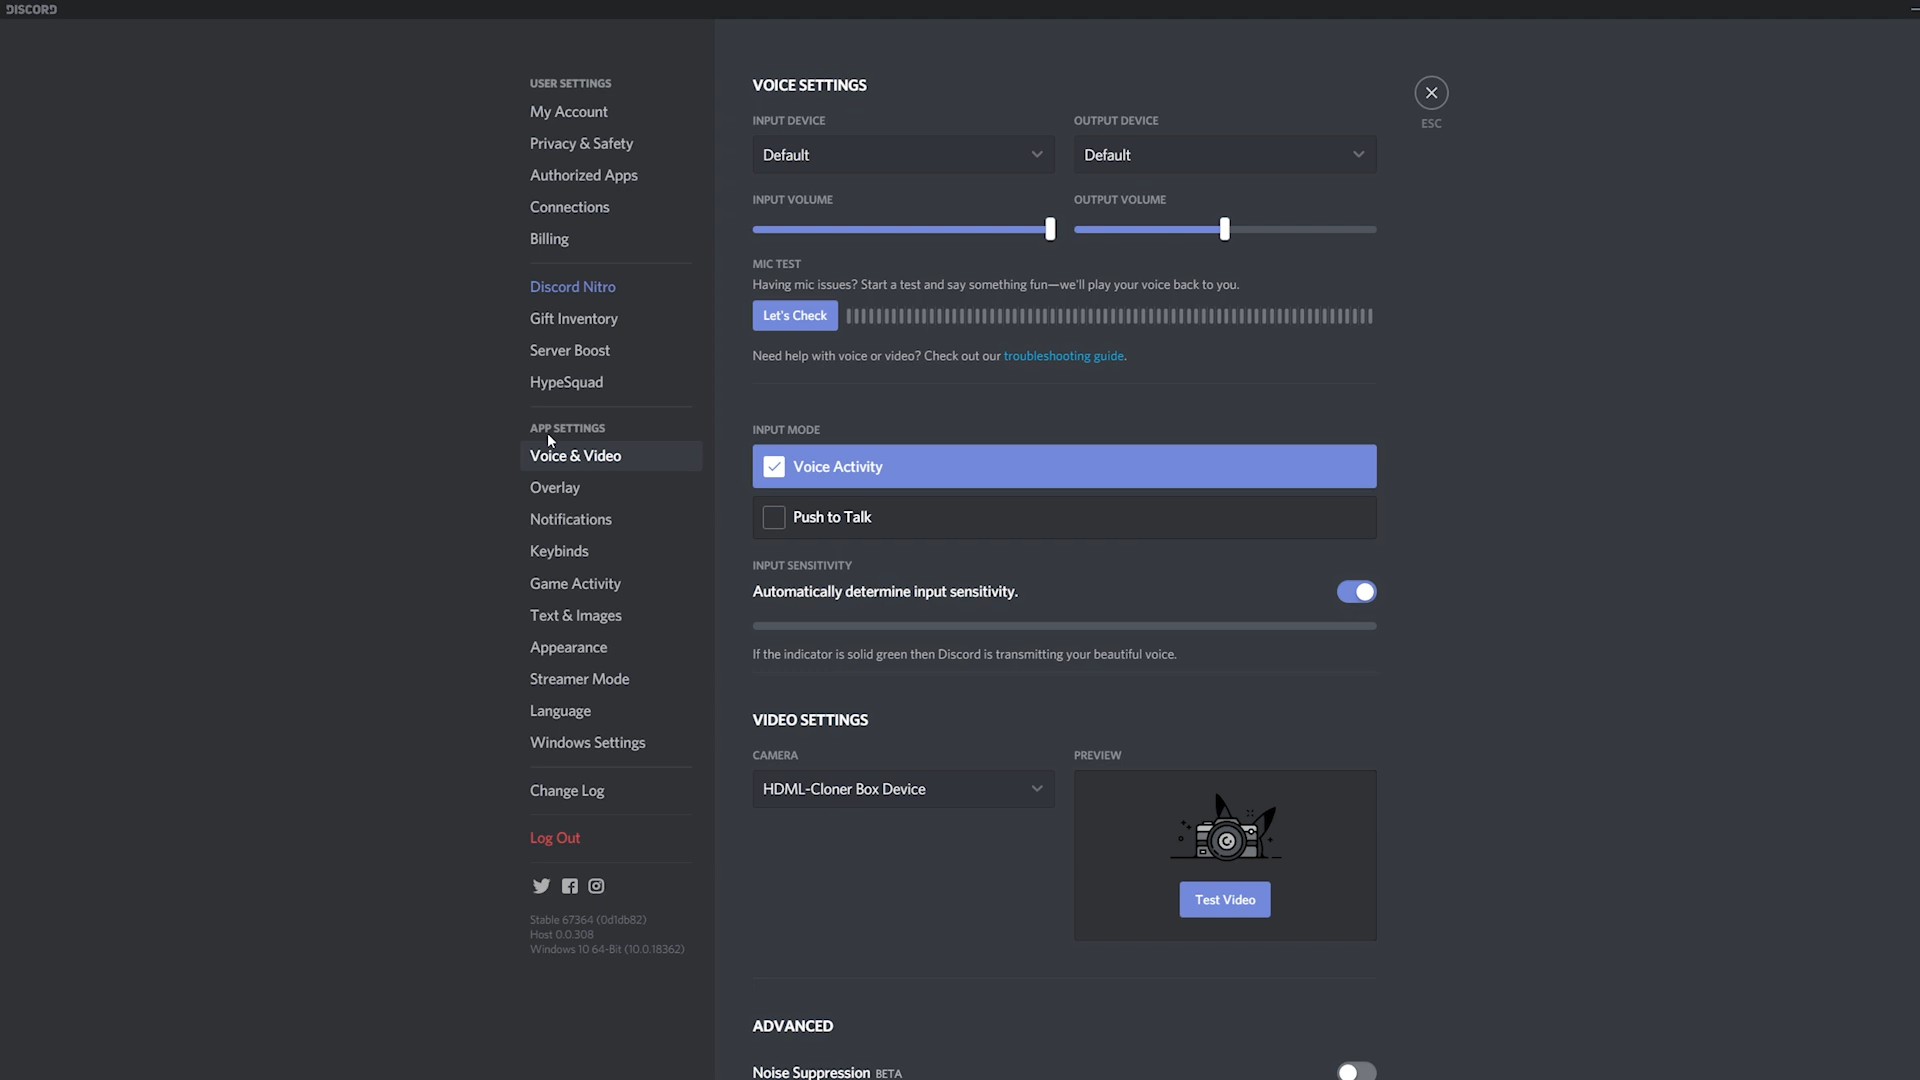 DISCORD
USER SETTINGS
My Account
Privacy & Safety
Authorized Apps
Connections
Billing
Discord Nitro
Gift Inventory
Server Boost
HypeSquad
APP SETTINGS
Voice & Video
Overlay
Notifications
Keybinds
Game Activity
Text & Images
Appearance
Streamer Mode
Language
Windows Settings
Change Log
Log Out
Stable 67364 (0d1db82)
Host 0.0.308
Windows 10 64-Bit (10.0.18362)
VOICE SETTINGS
INPUT DEVICE
Default
OUTPUT DEVICE
Default
INPUT VOLUME
OUTPUT VOLUME
MIC TEST
Having mic issues? Start a test and say something fun—we'll play your voice back to you.
Let's Check
Need help with voice or video? Check out our troubleshooting guide.
INPUT MODE
Voice Activity
Push to Talk
INPUT SENSITIVITY
Automatically determine input sensitivity.
If the indicator is solid green then Discord is transmitting your beautiful voice.
VIDEO SETTINGS
CAMERA
HDML-Cloner Box Device
PREVIEW
Test Video
ADVANCED
Noise Suppression BETA
ESC